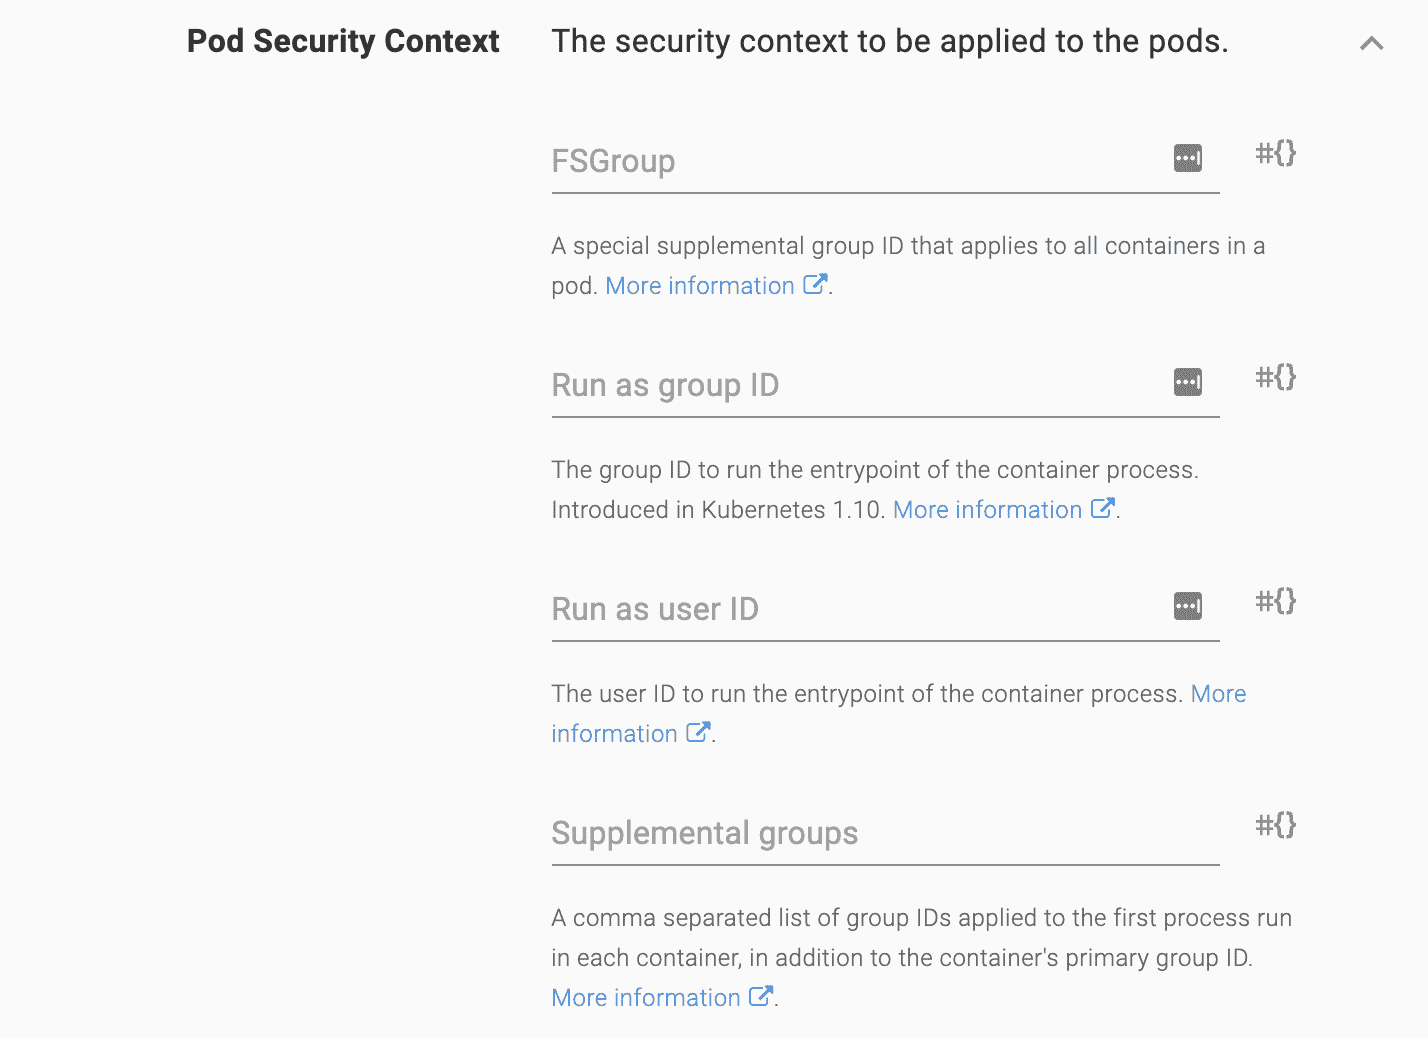 Pod Security Context
The security context to be applied to the pods.
FSGroup
#{}
A special supplemental group ID that applies to all containers in a
pod. More information.
Run as group ID
#{}
The group ID to run the entrypoint of the container process.
Introduced in Kubernetes 1.10. More information.
Run as user ID
#{}
The user ID to run the entrypoint of the container process. More
information.
Supplemental groups
#{}
A comma separated list of group IDs applied to the first process run
in each container, in addition to the container's primary group ID.
More information.